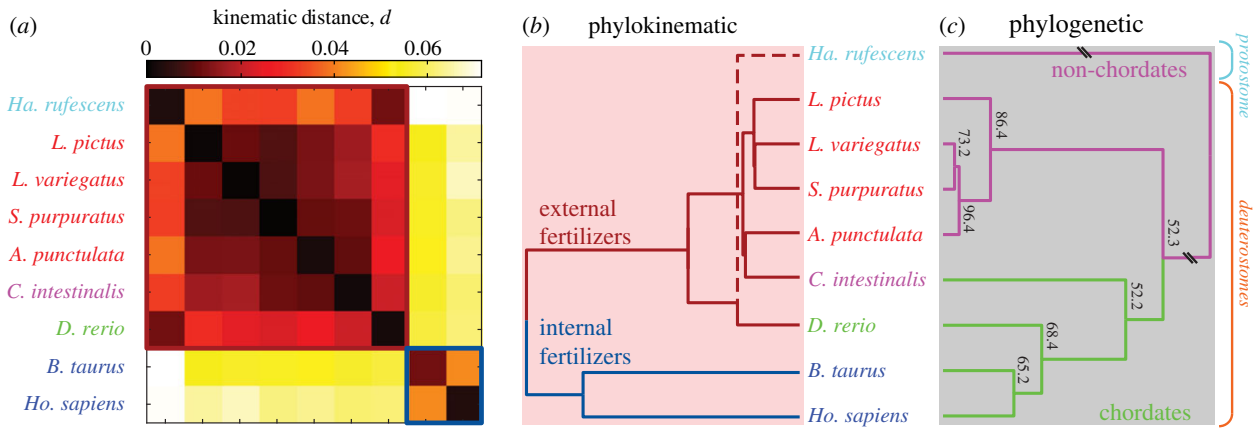 (a)
kinematic distance, d
0 0.02 0.04 0.06
Ha. rufescens
L. pictus
L. variegatus
S. purpuratus
A. punctulata
C. intestinalis
D. rerio
B. taurus
Ho. sapiens
(b) phylokinematic
external
fertilizers
internal
fertilizers
Ha. rufescens
L. pictus
L. variegatus
S. purpuratus
A. punctulata
C. intestinalis
D. rerio
B. taurus
Ho. sapiens
(c) phylogenetic
non-chordates
86.4
73.2
96.4
52.3
52.2
68.4
65.2
chordates
protostome
deuterostomes